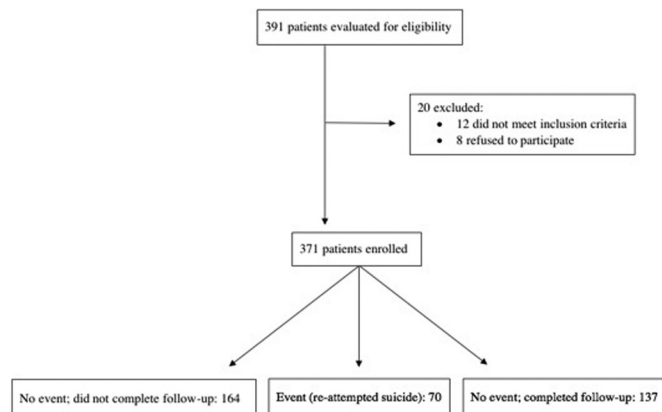 391 patients evaluated for eligibility
20 excluded:
• 12 did not meet inclusion criteria
• 8 refused to participate
371 patients enrolled
No event; did not complete follow-up: 164
Event (re-attempted suicide): 70
No event; completed follow-up: 137